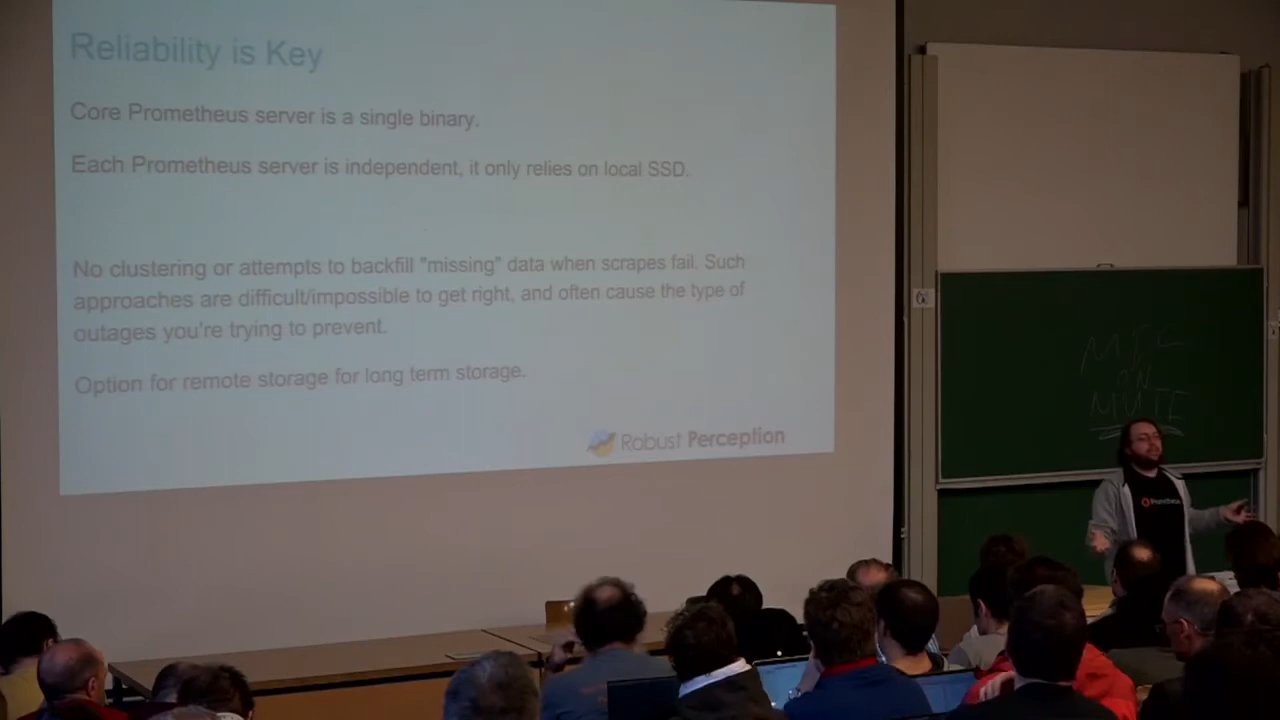 Reliability is Key
Core Prometheus server is a single binary.
Each Prometheus server is independent, it only relies on local SSD.
No clustering or attempts to backfill "missing" data when scrapes fail. Such
approaches are difficult/impossible to get right, and often cause the type of
outages you're trying to prevent.
Option for remote storage for long term storage.
Robust Perception
ON
MUTE